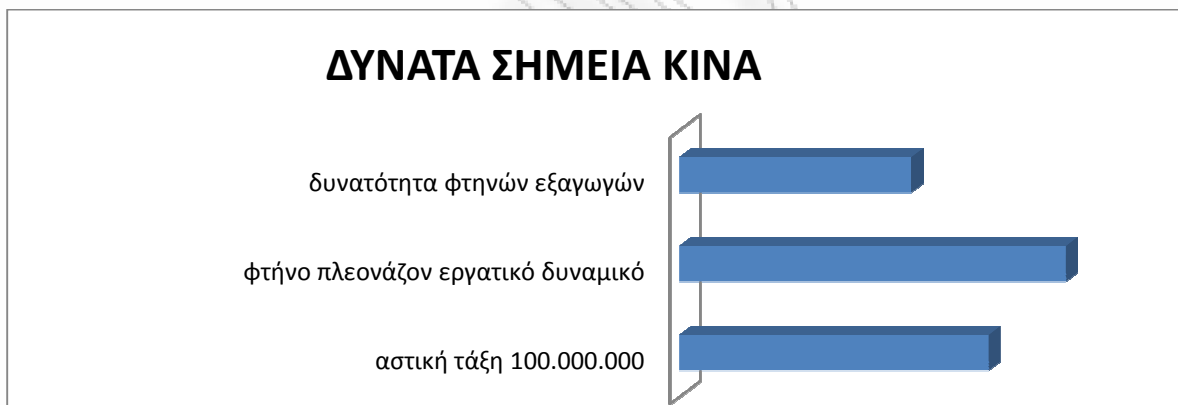 ΔΥΝΑΤΑ ΣΗΜΕΙΑ ΚΙΝΑ
δυνατότητα φτηνών εξαγωγών
φτήνο πλεονάζον εργατικό δυναμικό
αστική τάξη 100.000.000